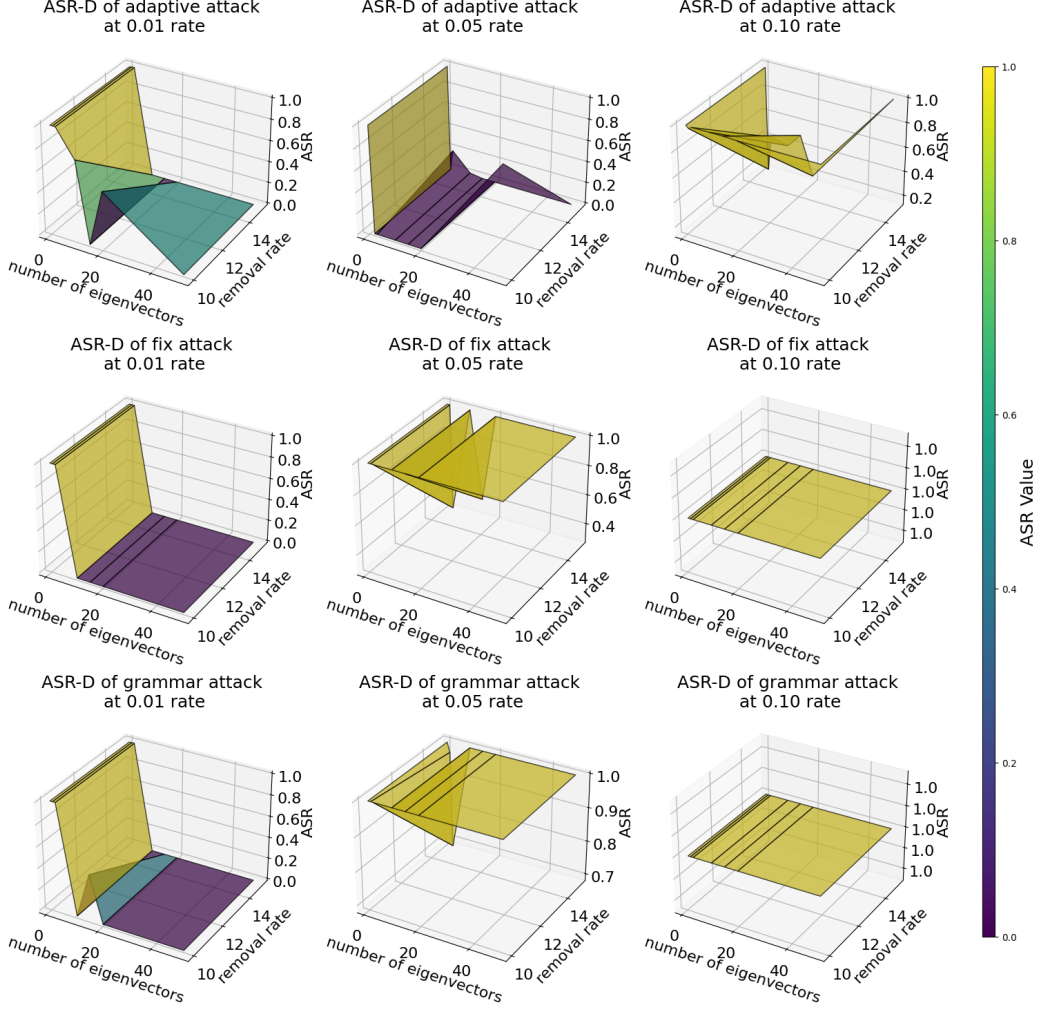 ASR-D of adaptive attack
at 0.01 rate
ASR-D of adaptive attack
at 0.05 rate
ASR-D of adaptive attack
at 0.10 rate
1.0
0.8
0.6
0.4
0.2
0.0
ASR
0
20
40
number of eigenvectors
10
12
14
removal rate
1.0
0.8
0.6
0.4
0.2
0.0
ASR
0
20
40
number of eigenvectors
10
12
14
removal rate
1.0
0.8
0.6
0.4
0.2
ASR
0
20
40
number of eigenvectors
10
12
14
removal rate
ASR-D of fix attack
at 0.01 rate
ASR-D of fix attack
at 0.05 rate
ASR-D of fix attack
at 0.10 rate
1.0
0.8
0.6
0.4
0.2
0.0
ASR
0
20
40
number of eigenvectors
10
12
14
removal rate
1.0
0.8
0.6
0.4
ASR
0
20
40
number of eigenvectors
10
12
14
removal rate
1.0
1.0
1.0
1.0
1.0
ASR
0
20
40
number of eigenvectors
10
12
14
removal rate
ASR-D of grammar attack
at 0.01 rate
ASR-D of grammar attack
at 0.05 rate
ASR-D of grammar attack
at 0.10 rate
1.0
0.8
0.6
0.4
0.2
0.0
ASR
0
20
40
number of eigenvectors
10
12
14
removal rate
1.0
0.9
0.8
0.7
ASR
0
20
40
number of eigenvectors
10
12
14
removal rate
1.0
1.0
1.0
1.0
1.0
ASR
0
20
40
number of eigenvectors
10
12
14
removal rate
1.0
0.8
0.6
0.4
0.2
0.0
ASR Value